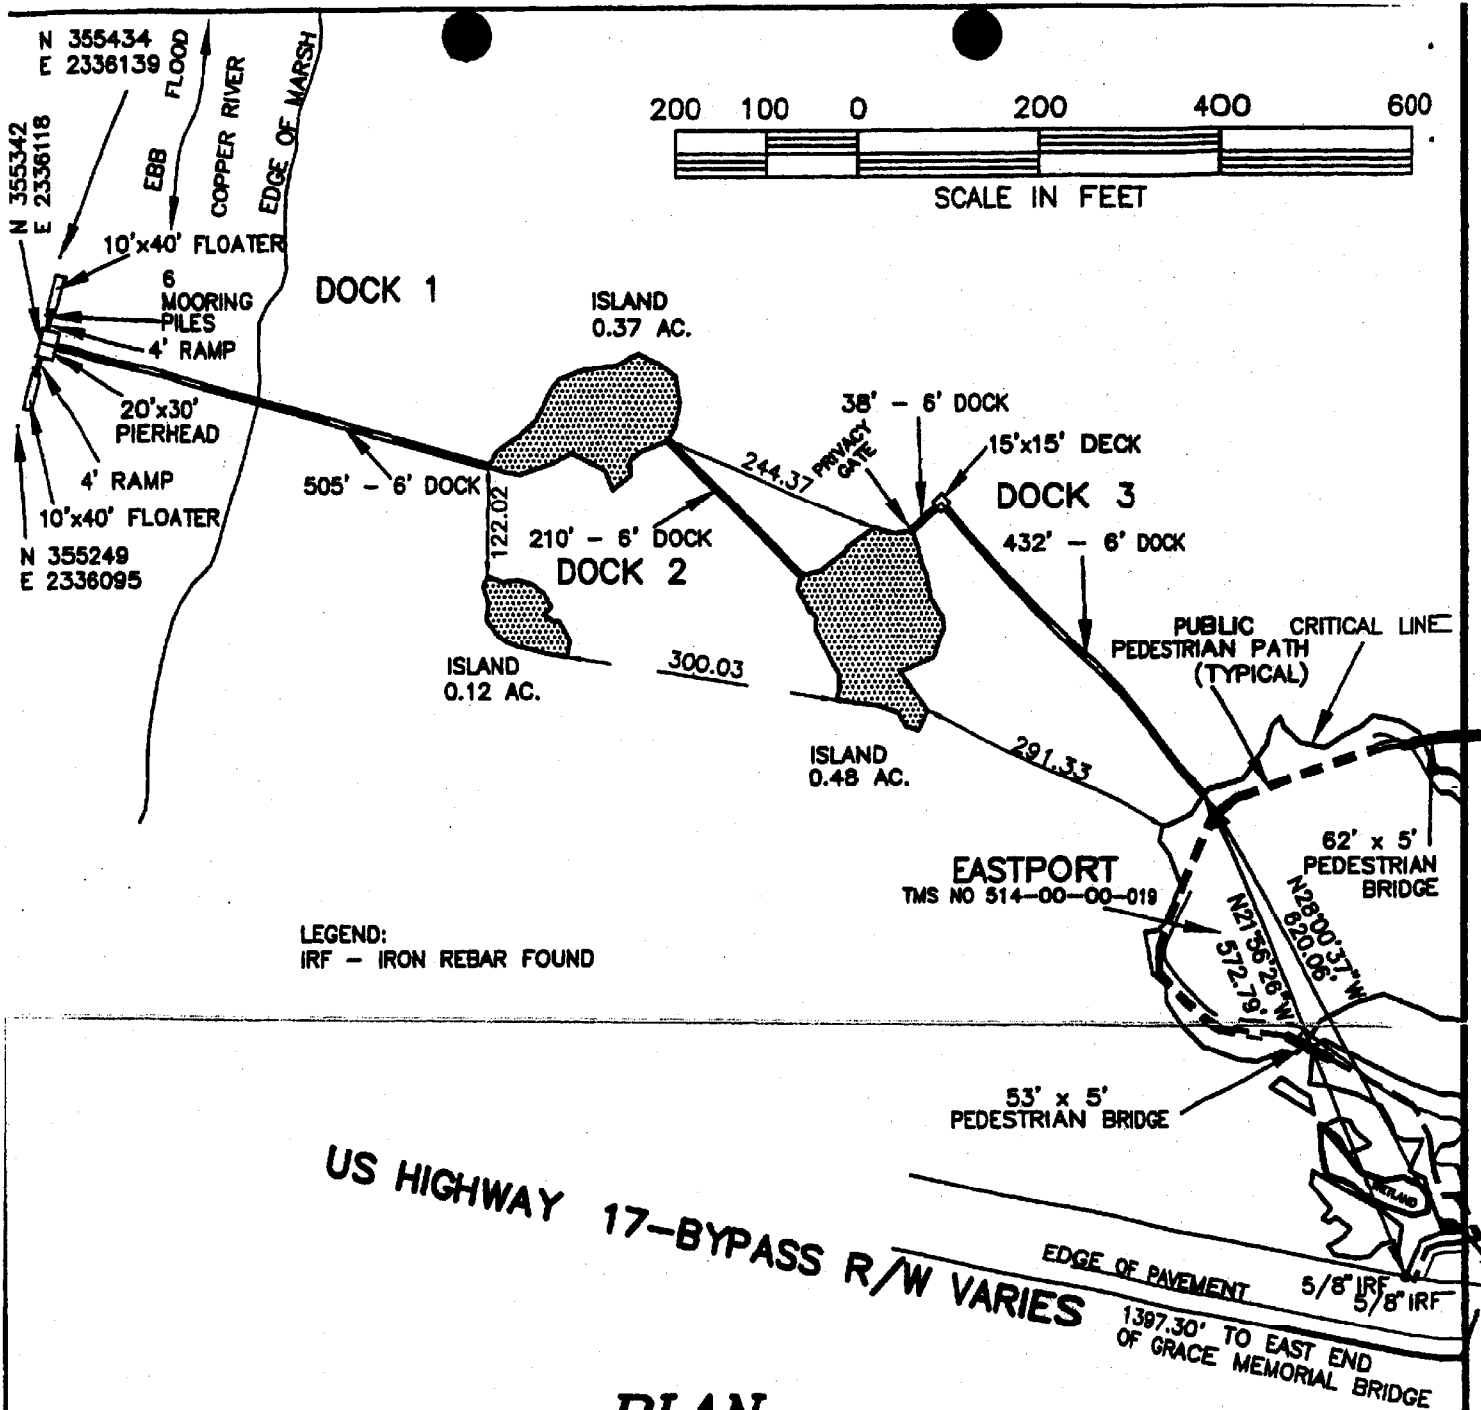 N 355434
E 2336139
N 355342
E 2336118
EBB
FLOOD
COPPER RIVER
EDGE OF MARSH
200 100 0 200 400 600
SCALE IN FEET
10'x40' FLOATER
6
MOORING
PILES
4' RAMP
20'x30'
PIERHEAD
4' RAMP
10'x40' FLOATER
N 355249
E 2336095
DOCK 1
505' - 6' DOCK
ISLAND
0.37 AC.
122.02
244.37
210' - 6' DOCK
DOCK 2
ISLAND
0.12 AC.
300.03
PRIVACY
GATE
38' - 6' DOCK
15'x15' DECK
DOCK 3
432' - 6' DOCK
ISLAND
0.48 AC.
291.33
PUBLIC
PEDESTRIAN PATH
(TYPICAL)
CRITICAL LINE
62' x 5'
PEDESTRIAN
BRIDGE
EASTPORT
TMS NO 514-00-00-019
N28°00'37"W
620.06'
N21°56'26"W
572.79'
LEGEND:
IRF - IRON REBAR FOUND
53' x 5'
PEDESTRIAN BRIDGE
WETLAND
US HIGHWAY 17-BYPASS R/W VARIES
EDGE OF PAVEMENT
5/8" IRF
5/8" IRF
1397.30' TO EAST END
OF GRACE MEMORIAL BRIDGE
PLAN